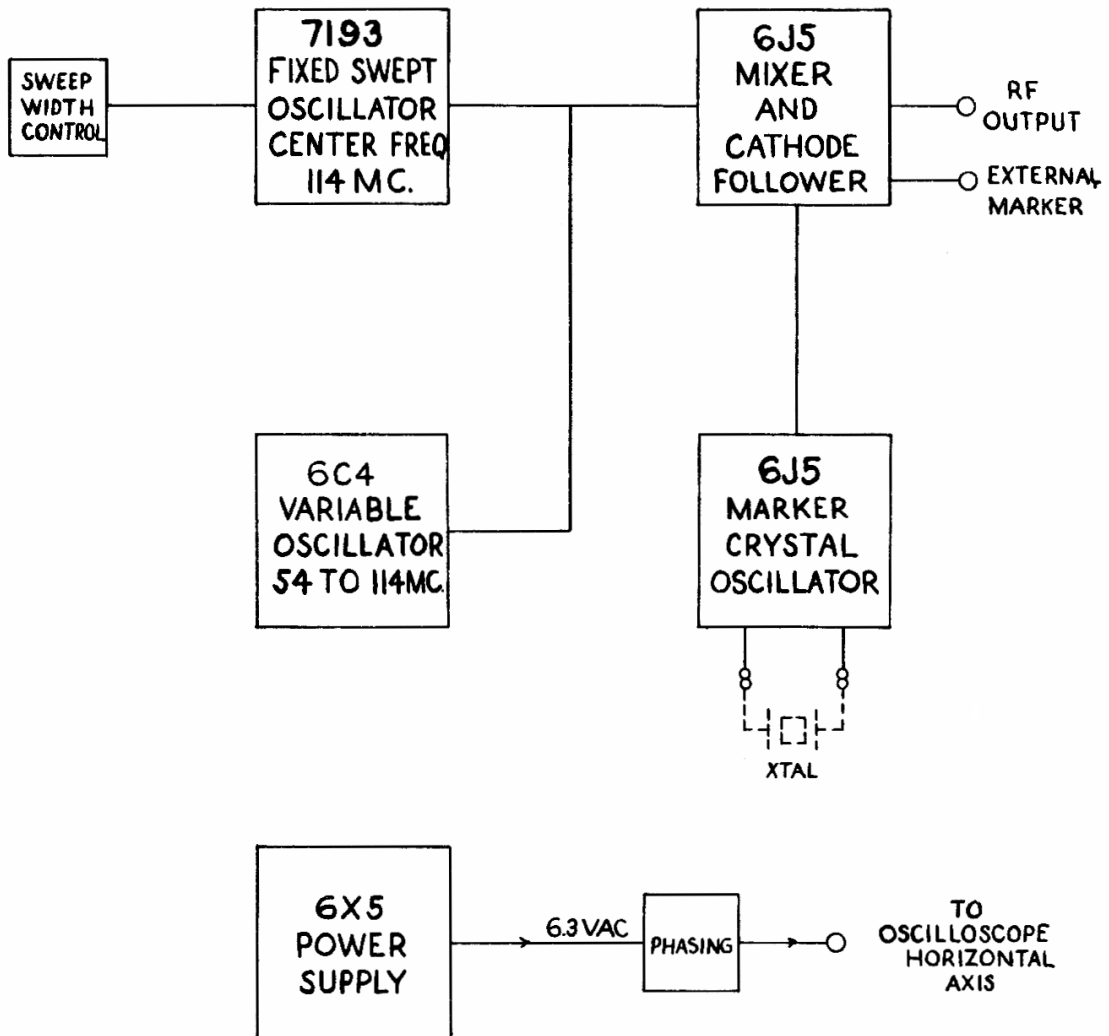 SWEEP
WIDTH
CONTROL
7193
FIXED SWEPT
OSCILLATOR
CENTER FREQ
114 MC.
6J5
MIXER
AND
CATHODE
FOLLOWER
RF
OUTPUT
EXTERNAL
MARKER
6C4
VARIABLE
OSCILLATOR
54 TO 114MC.
6J5
MARKER
CRYSTAL
OSCILLATOR
XTAL
6X5
POWER
SUPPLY
6.3 VAC
PHASING
TO
OSCILLOSCOPE
HORIZONTAL
AXIS